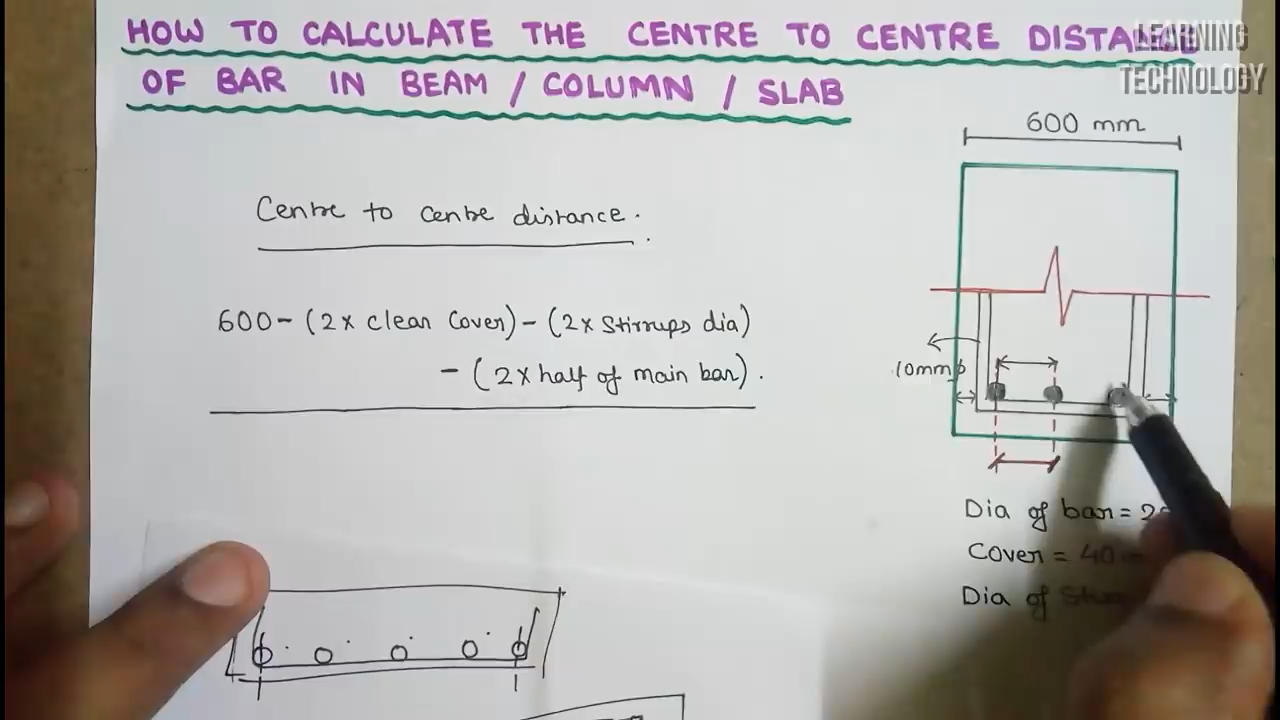 HOW TO CALCULATE THE CENTRE TO CENTRE
OF BAR IN BEAM / COLUMN / SLAB
LEARNING
TECHNOLOGY
600 mm
Centre to centre distance.
600 - (2 x clear Cover) - (2 x Stirrups dia)
- (2 x half of main bar).
10mmϕ
Dia of bar =
Cover = 40
Dia of